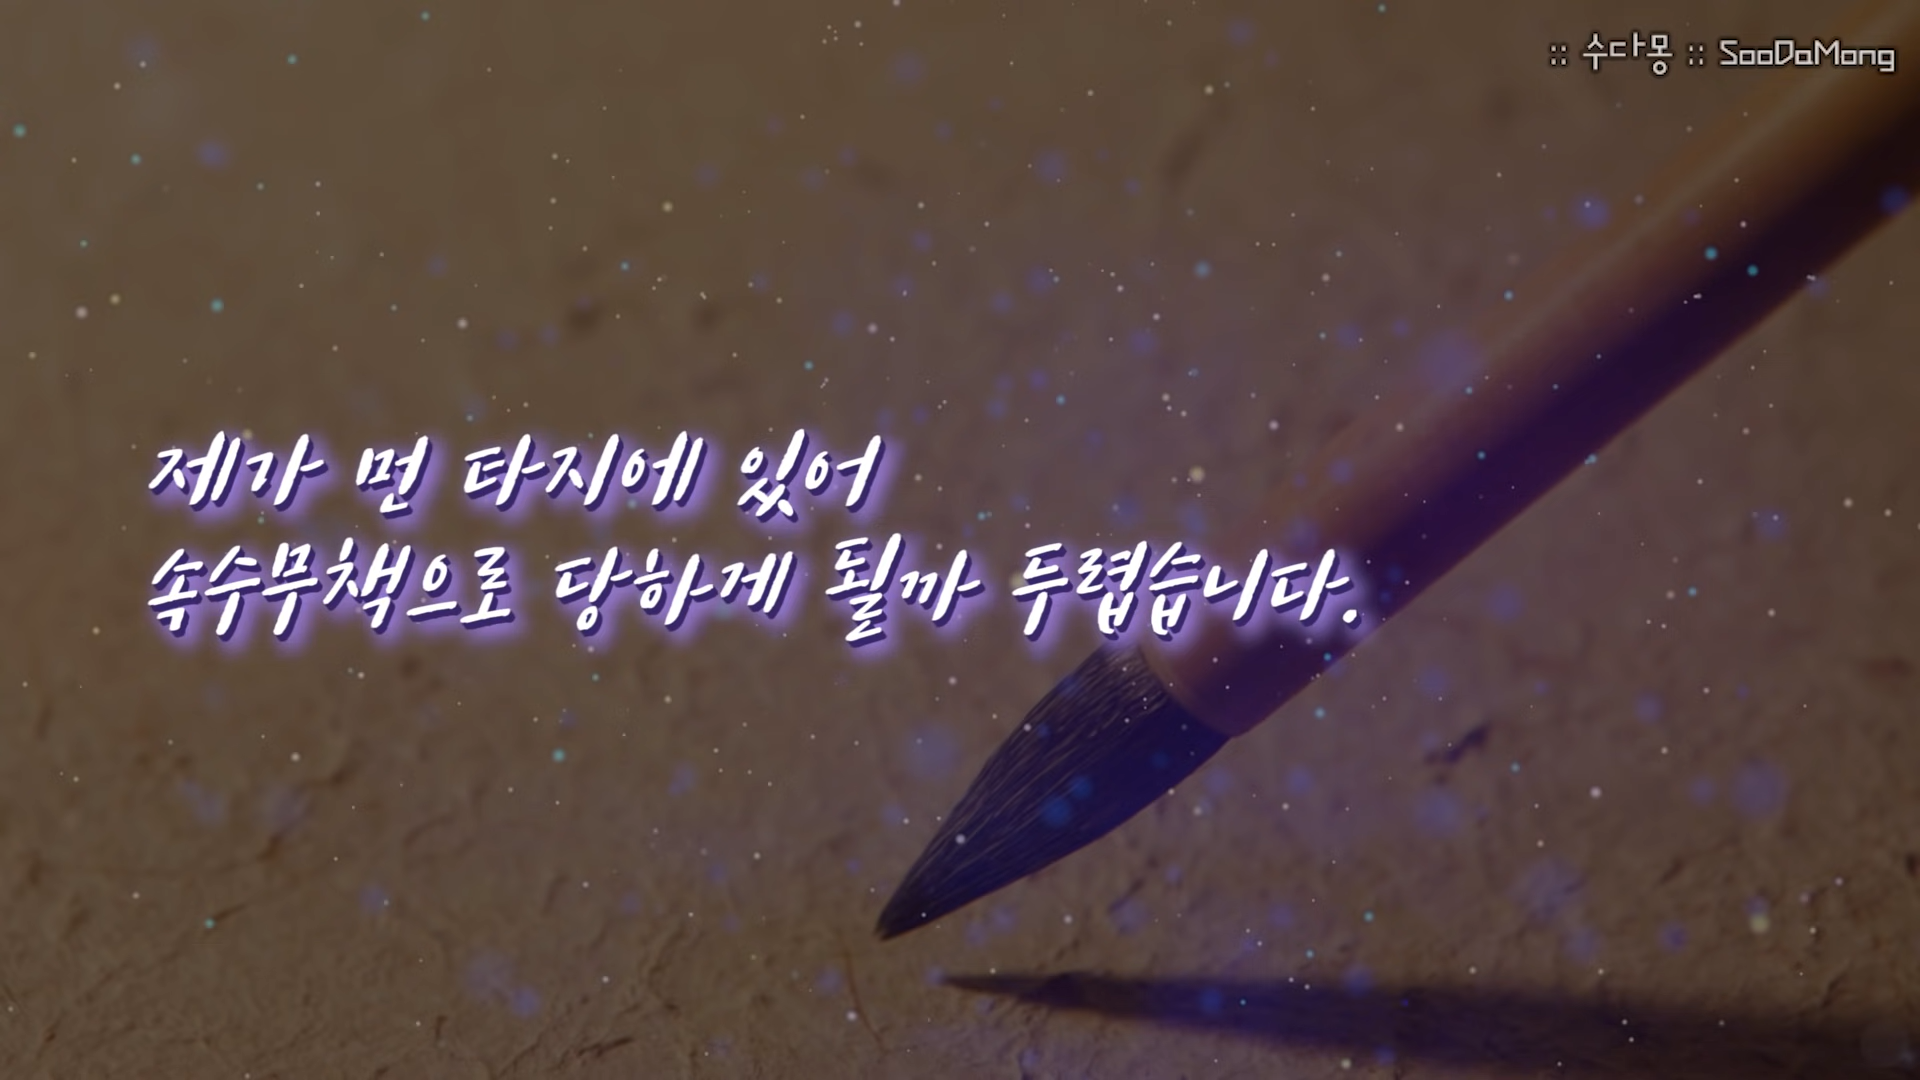 :: 수다몽 :: SooDaMong
제가 먼 타지에 있어
속수무책으로 당하게 될까 두렵습니다.